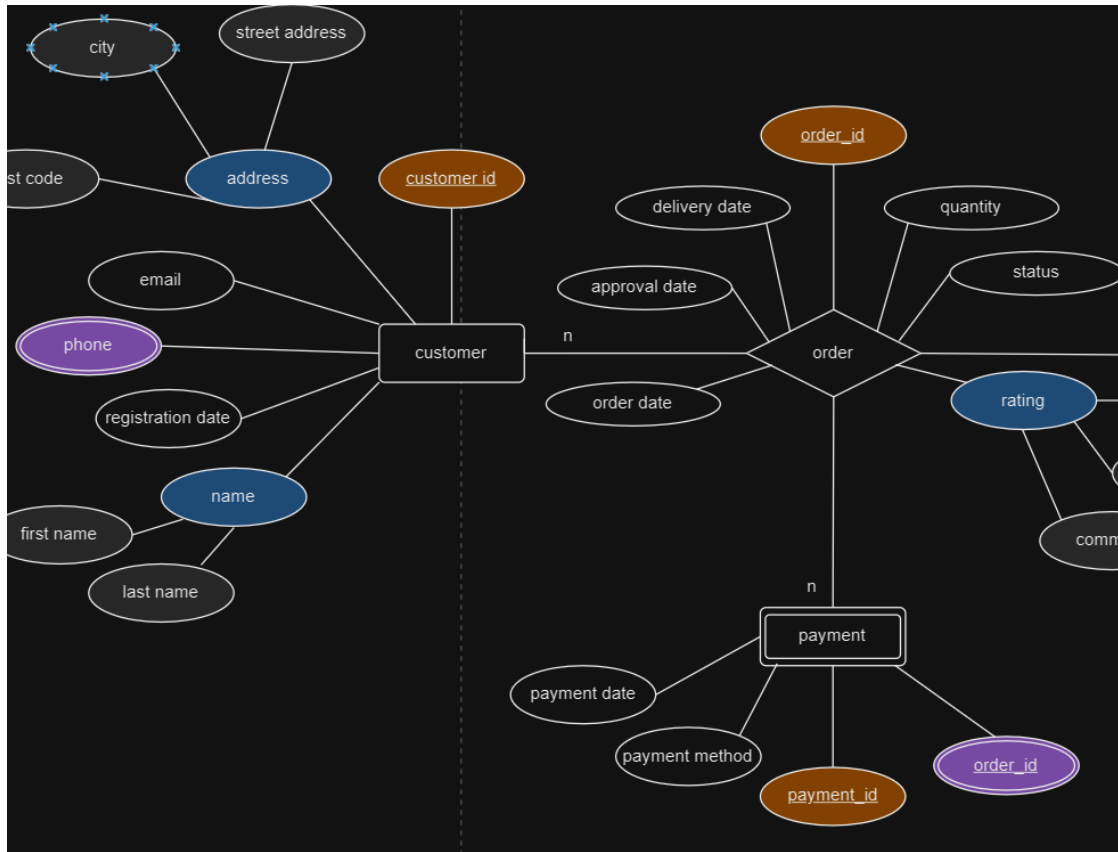 street address
city
order_id
st code
address
customer id
delivery date
quantity
email
approval date
status
n
phone
customer
order
order date
rating
registration date
name
first name
comm
last name
n
payment
payment date
payment method
order_id
payment_id